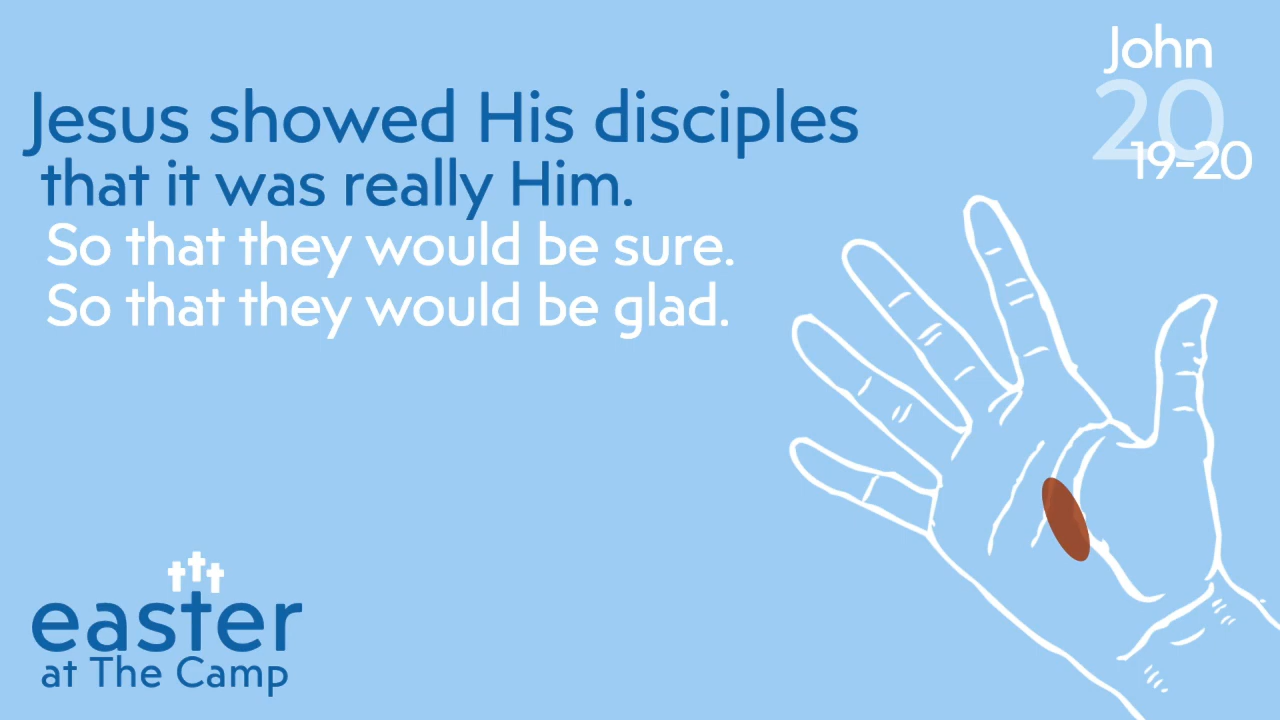 Jesus showed His disciples
that it was really Him.
So that they would be sure.
So that they would be glad.
John
20
19-20
easter
at The Camp